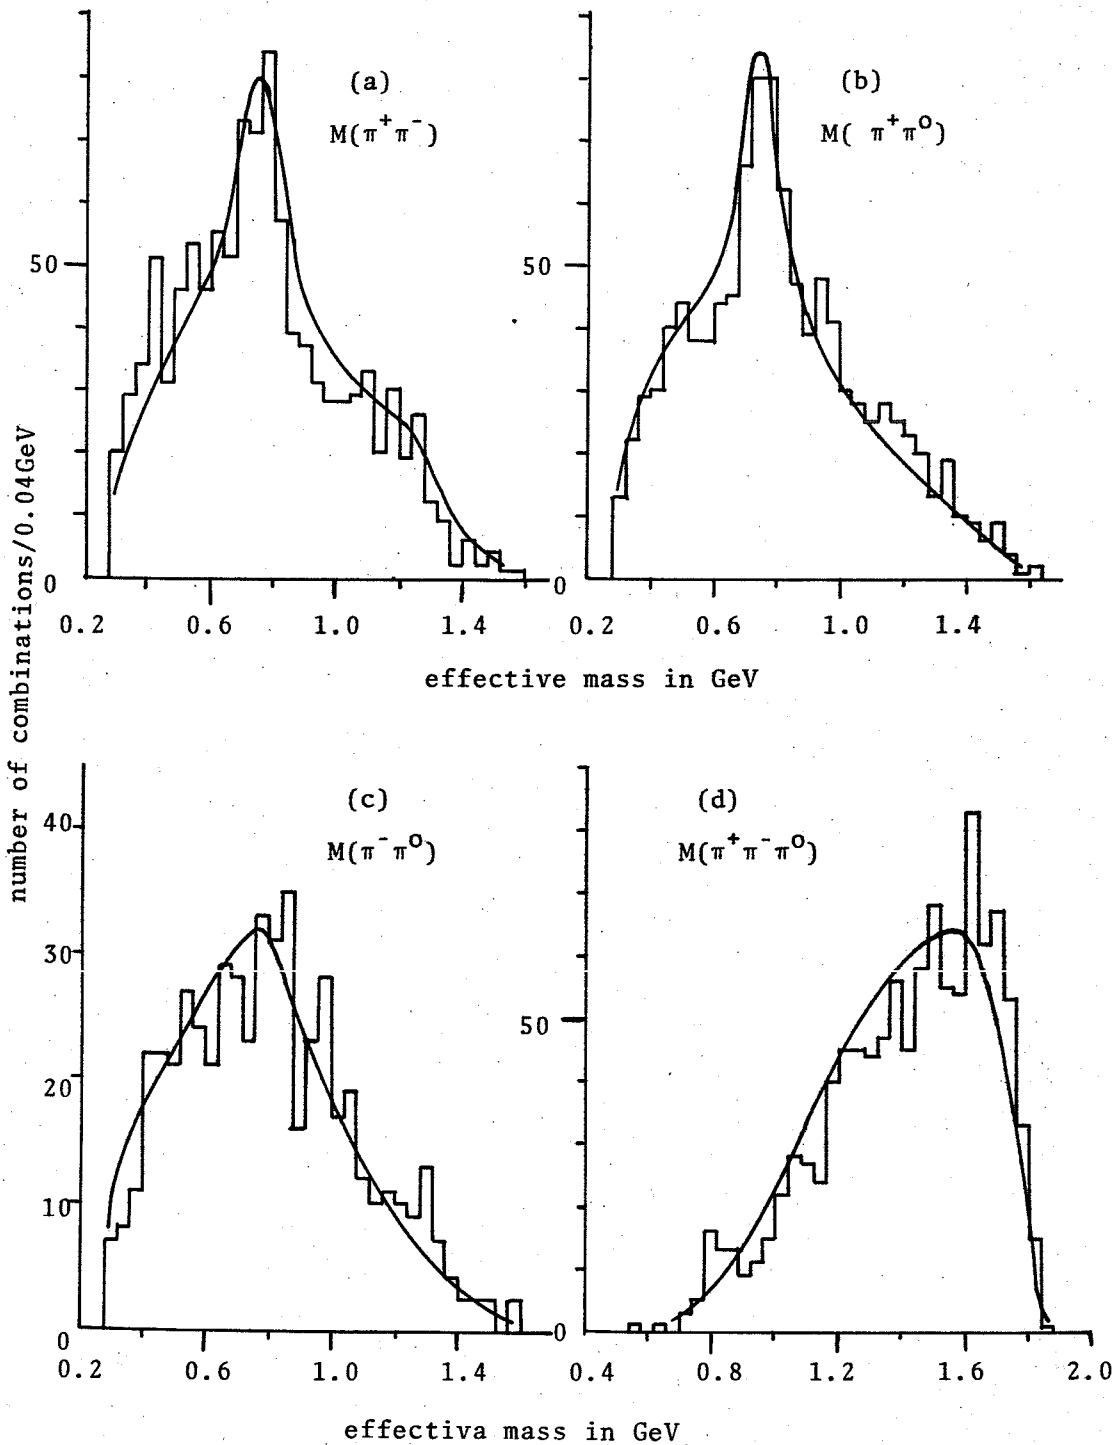 (a)
M(π⁺π⁻)
50
0
0.2 0.6 1.0 1.4
(b)
M( π⁺π⁰)
50
0
0.2 0.6 1.0 1.4
effective mass in GeV
number of combinations/0.04GeV
(c)
M(π⁻π⁰)
40
30
20
10
0
0.2 0.6 1.0 1.4
(d)
M(π⁺π⁻π⁰)
50
0
0.4 0.8 1.2 1.6 2.0
effectiva mass in GeV